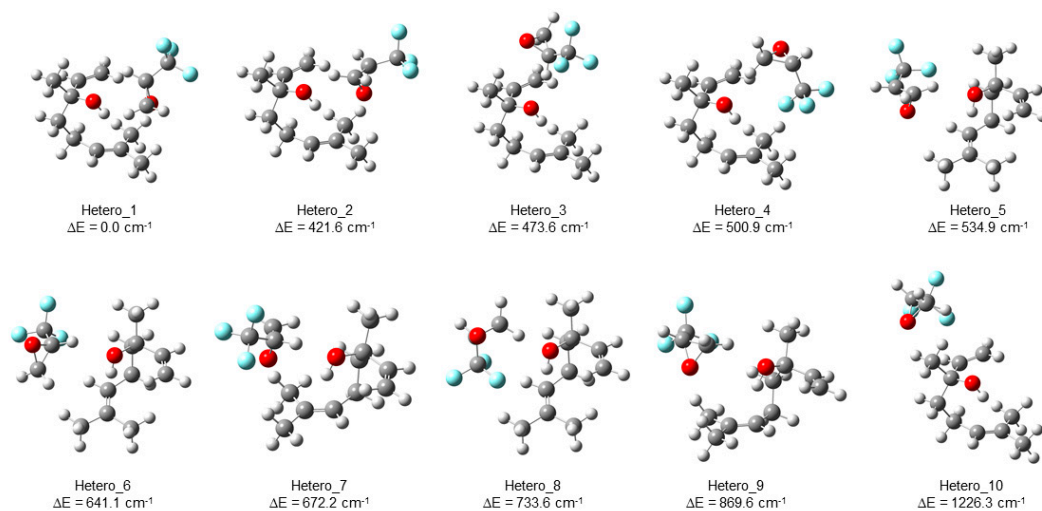 Hetero_1
ΔE = 0.0 cm⁻¹
Hetero_2
ΔE = 421.6 cm⁻¹
Hetero_3
ΔE = 473.6 cm⁻¹
Hetero_4
ΔE = 500.9 cm⁻¹
Hetero_5
ΔE = 534.9 cm⁻¹
Hetero_6
ΔE = 641.1 cm⁻¹
Hetero_7
ΔE = 672.2 cm⁻¹
Hetero_8
ΔE = 733.6 cm⁻¹
Hetero_9
ΔE = 869.6 cm⁻¹
Hetero_10
ΔE = 1226.3 cm⁻¹